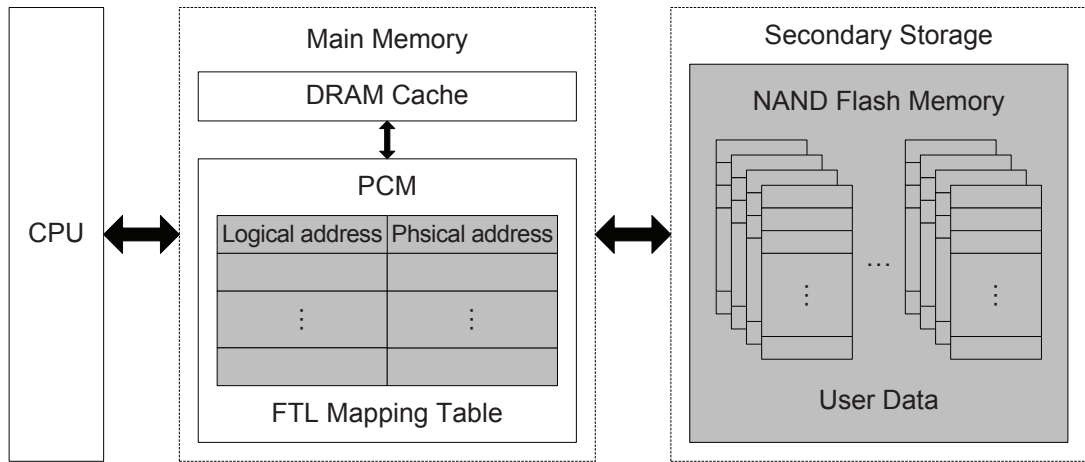 CPU
Main Memory
DRAM Cache
PCM
Logical address Phsical address
⋮ ⋮
FTL Mapping Table
Secondary Storage
NAND Flash Memory
...
⋮ ⋮
User Data